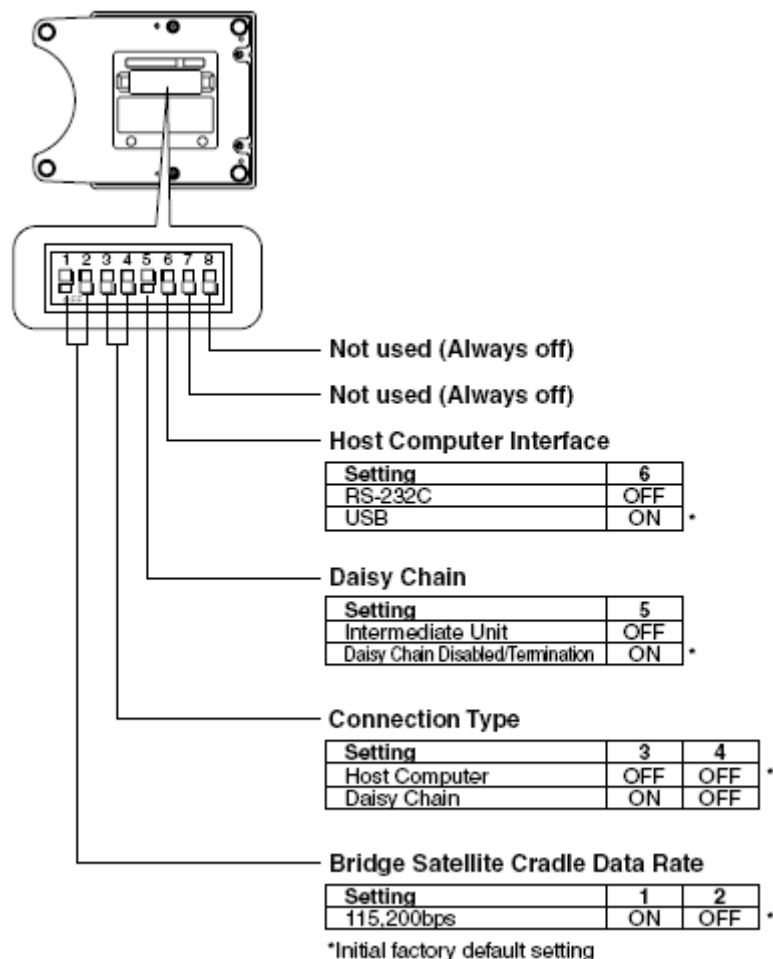 1 2 3 4 5 6 7 8
OFF
Not used (Always off)
Not used (Always off)
Host Computer Interface
Setting 6
RS-232C OFF
USB ON *
Daisy Chain
Setting 5
Intermediate Unit OFF
Daisy Chain Disabled/Termination ON *
Connection Type
Setting 3 4
Host Computer OFF OFF *
Daisy Chain ON OFF
Bridge Satellite Cradle Data Rate
Setting 1 2
115,200bps ON OFF *
*Initial factory default setting